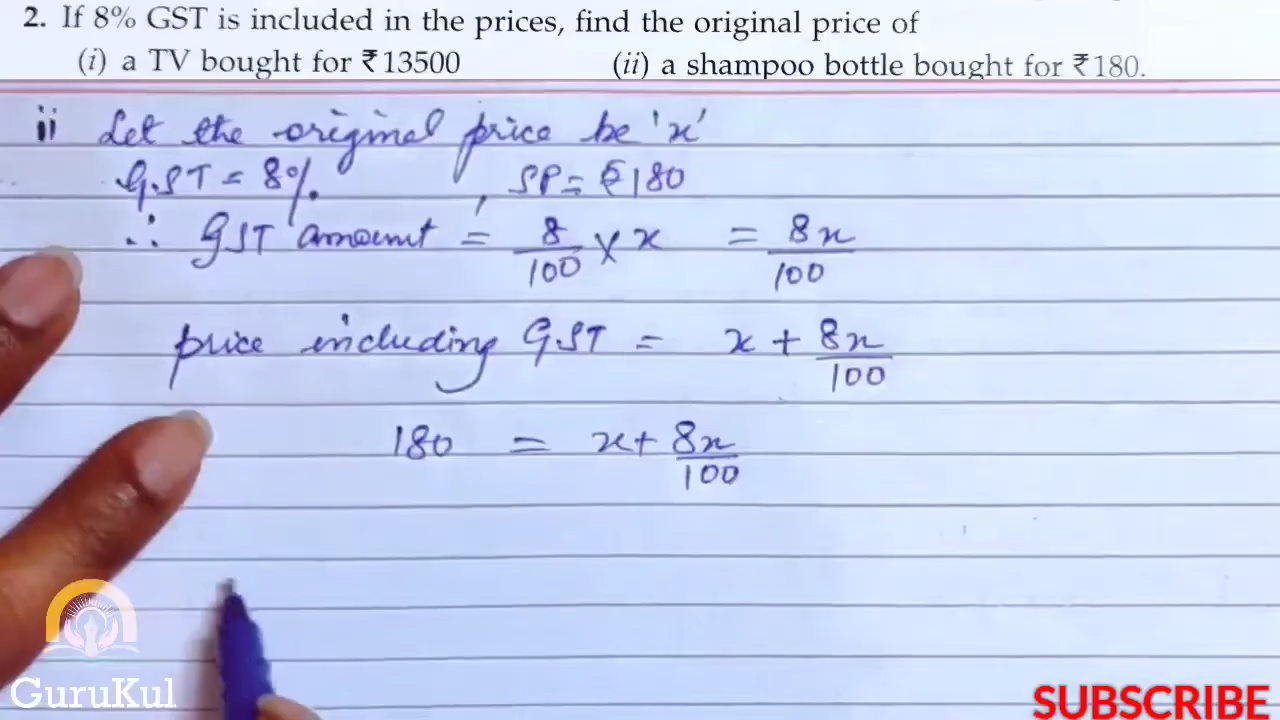 2. If 8% GST is included in the prices, find the original price of
(i) a TV bought for ₹13500 (ii) a shampoo bottle bought for ₹180.
ii Let the original price be 'x'
GST = 8% , SP = ₹180
∴ GST amount = 8/100 × x = 8x/100
price including GST = x + 8x/100
180 = x + 8x/100
GuruKul
SUBSCRIBE